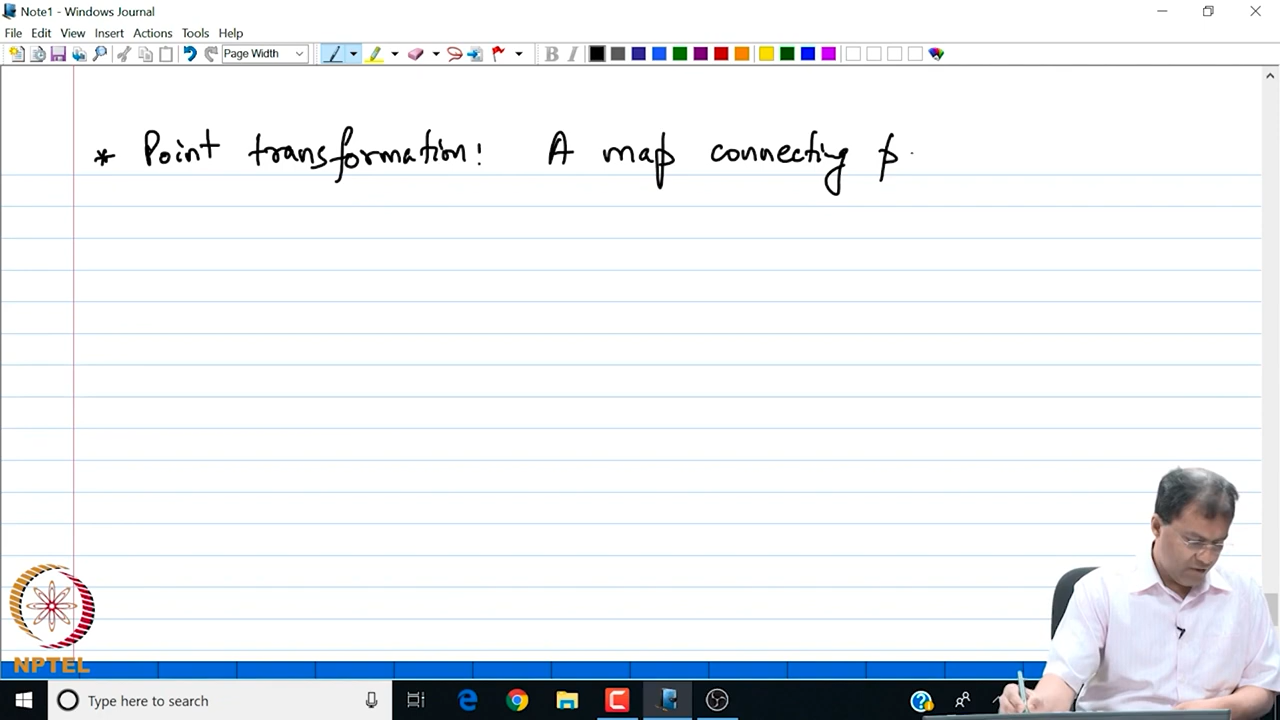 Note1 - Windows Journal
File Edit View Insert Actions Tools Help
Page Width B I
* Point transformation: A map connecting p
NPTEL
Type here to search